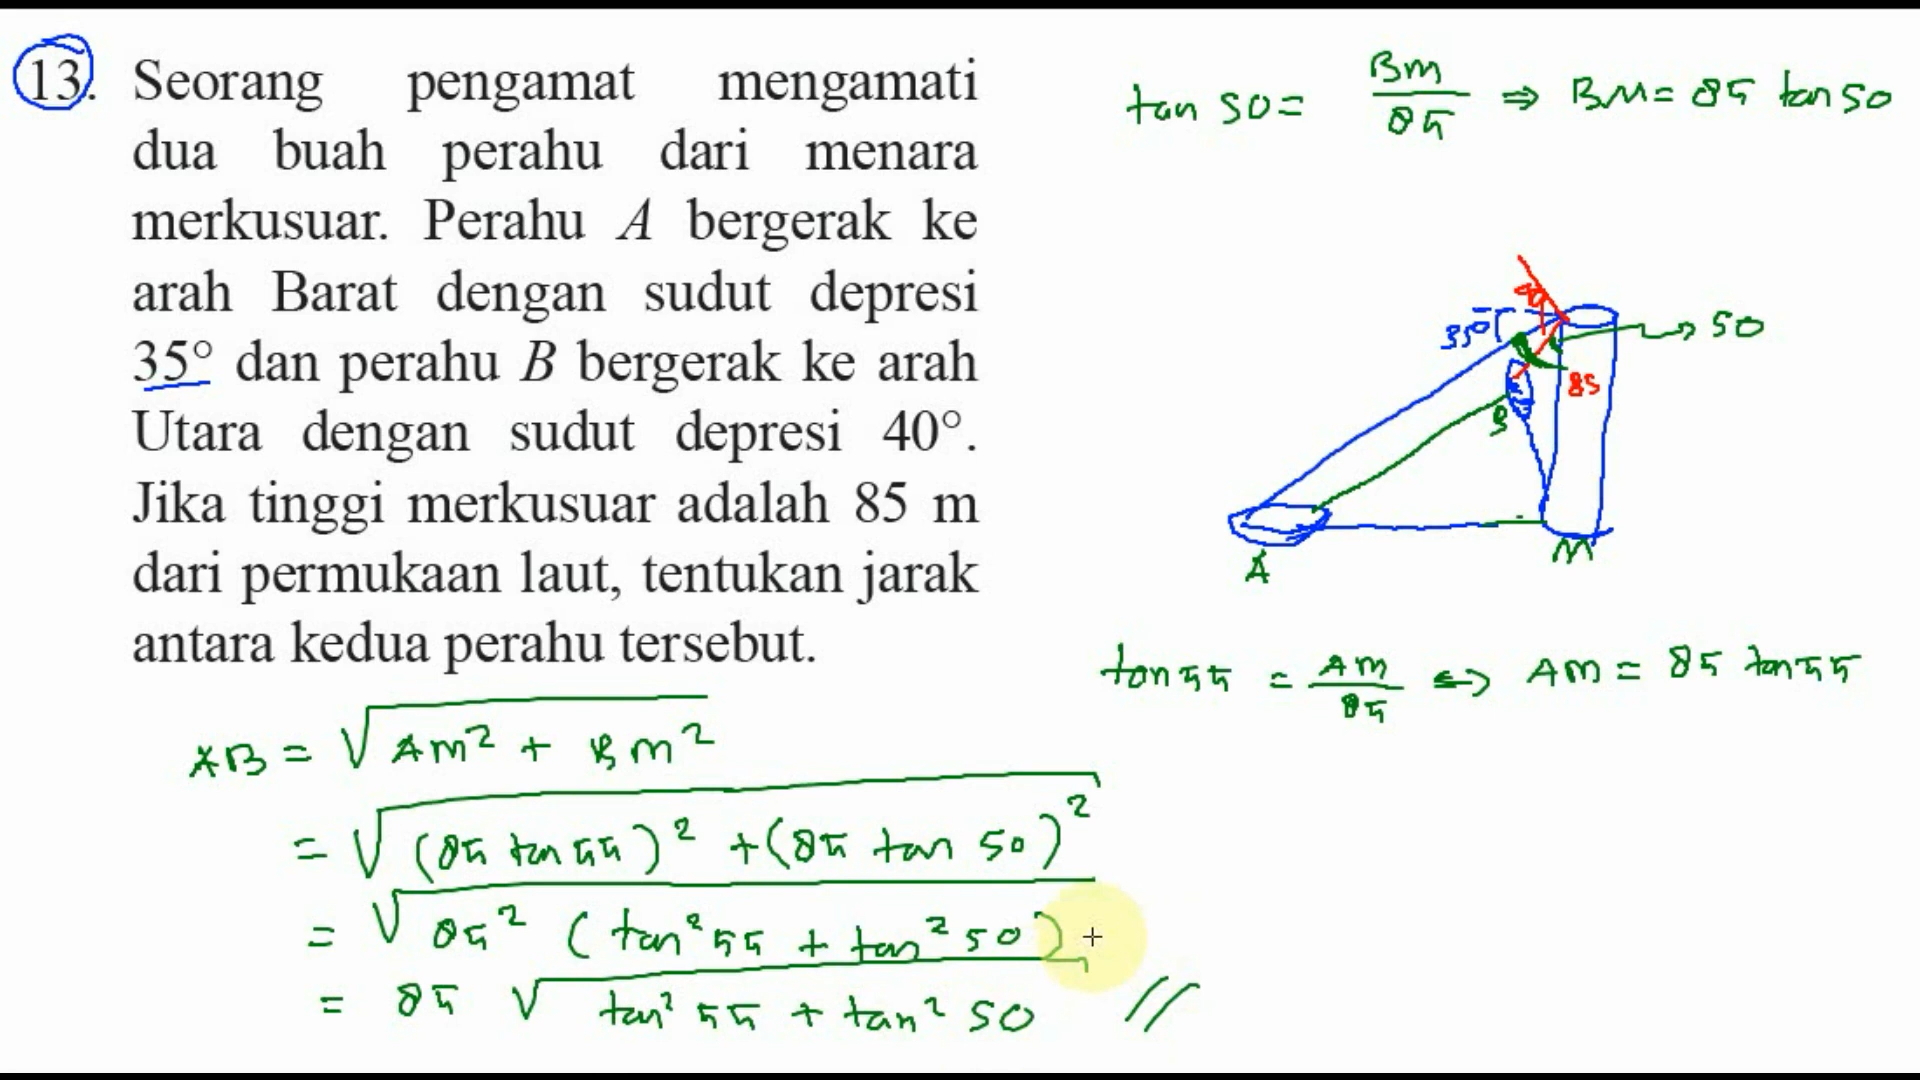 13. Seorang pengamat mengamati
dua buah perahu dari menara
merkusuar. Perahu A bergerak ke
arah Barat dengan sudut depresi
35° dan perahu B bergerak ke arah
Utara dengan sudut depresi 40°.
Jika tinggi merkusuar adalah 85 m
dari permukaan laut, tentukan jarak
antara kedua perahu tersebut.
AB = √(AM² + BM²)
= √((85 tan 55)² + (85 tan 50)²)
= √(85² (tan² 55 + tan² 50))
= 85 √(tan² 55 + tan² 50) //
tan 50 = BM/85 ⇒ BM = 85 tan 50
35°
40
50
85
B
A
M
tan 55 = AM/85 ⇔ AM = 85 tan 55